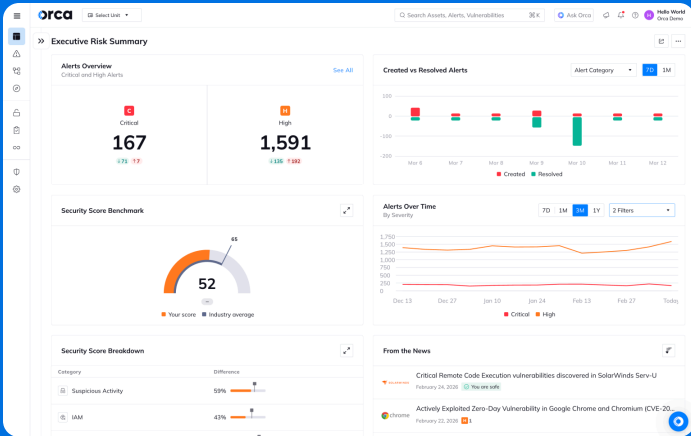 orca
Select Unit
Search Assets, Alerts, Vulnerabilities
⌘K
Ask Orca
H
Hello World
Orca Demo
Executive Risk Summary
Alerts Overview
Critical and High Alerts
See All
C
Critical
167
↓71 ↑7
H
High
1,591
↓135 ↑192
Created vs Resolved Alerts
Alert Category
7D 1M
100
0
-100
-200
Mar 6 Mar 7 Mar 8 Mar 9 Mar 10 Mar 11 Mar 12
Created Resolved
Security Score Benchmark
65
52
Your score Industry average
Alerts Over Time
By Severity
7D 1M 3M 1Y
2 Filters
1,750
1,500
1,250
1,000
750
500
250
0
Dec 13 Dec 27 Jan 10 Jan 24 Feb 13 Feb 27 Today
Critical High
Security Score Breakdown
Category Difference
Suspicious Activity 59%
IAM 43%
From the News
Critical Remote Code Execution vulnerabilities discovered in SolarWinds Serv-U
February 24, 2026 You are safe
chrome
Actively Exploited Zero-Day Vulnerability in Google Chrome and Chromium (CVE-20...
February 22, 2026 H 1